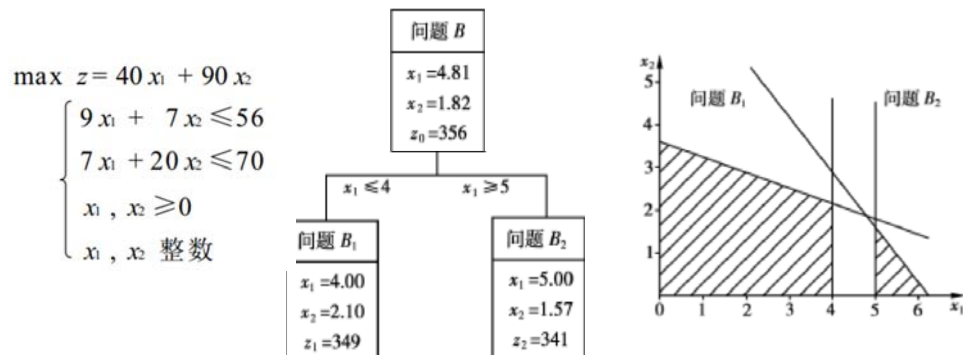 max z = 40 x₁ + 90 x₂
9 x₁ + 7 x₂ ≤ 56
7 x₁ + 20 x₂ ≤ 70
x₁ , x₂ ≥ 0
x₁ , x₂ 整数
问题 B
x₁ =4.81
x₂ =1.82
z₀ =356
x₁ ≤4
x₁ ≥5
问题 B₁
x₁ =4.00
x₂ =2.10
z₁ =349
问题 B₂
x₁ =5.00
x₂ =1.57
z₂ =341
x₂
5
4
3
2
1
问题 B₁
问题 B₂
0 1 2 3 4 5 6 x₁